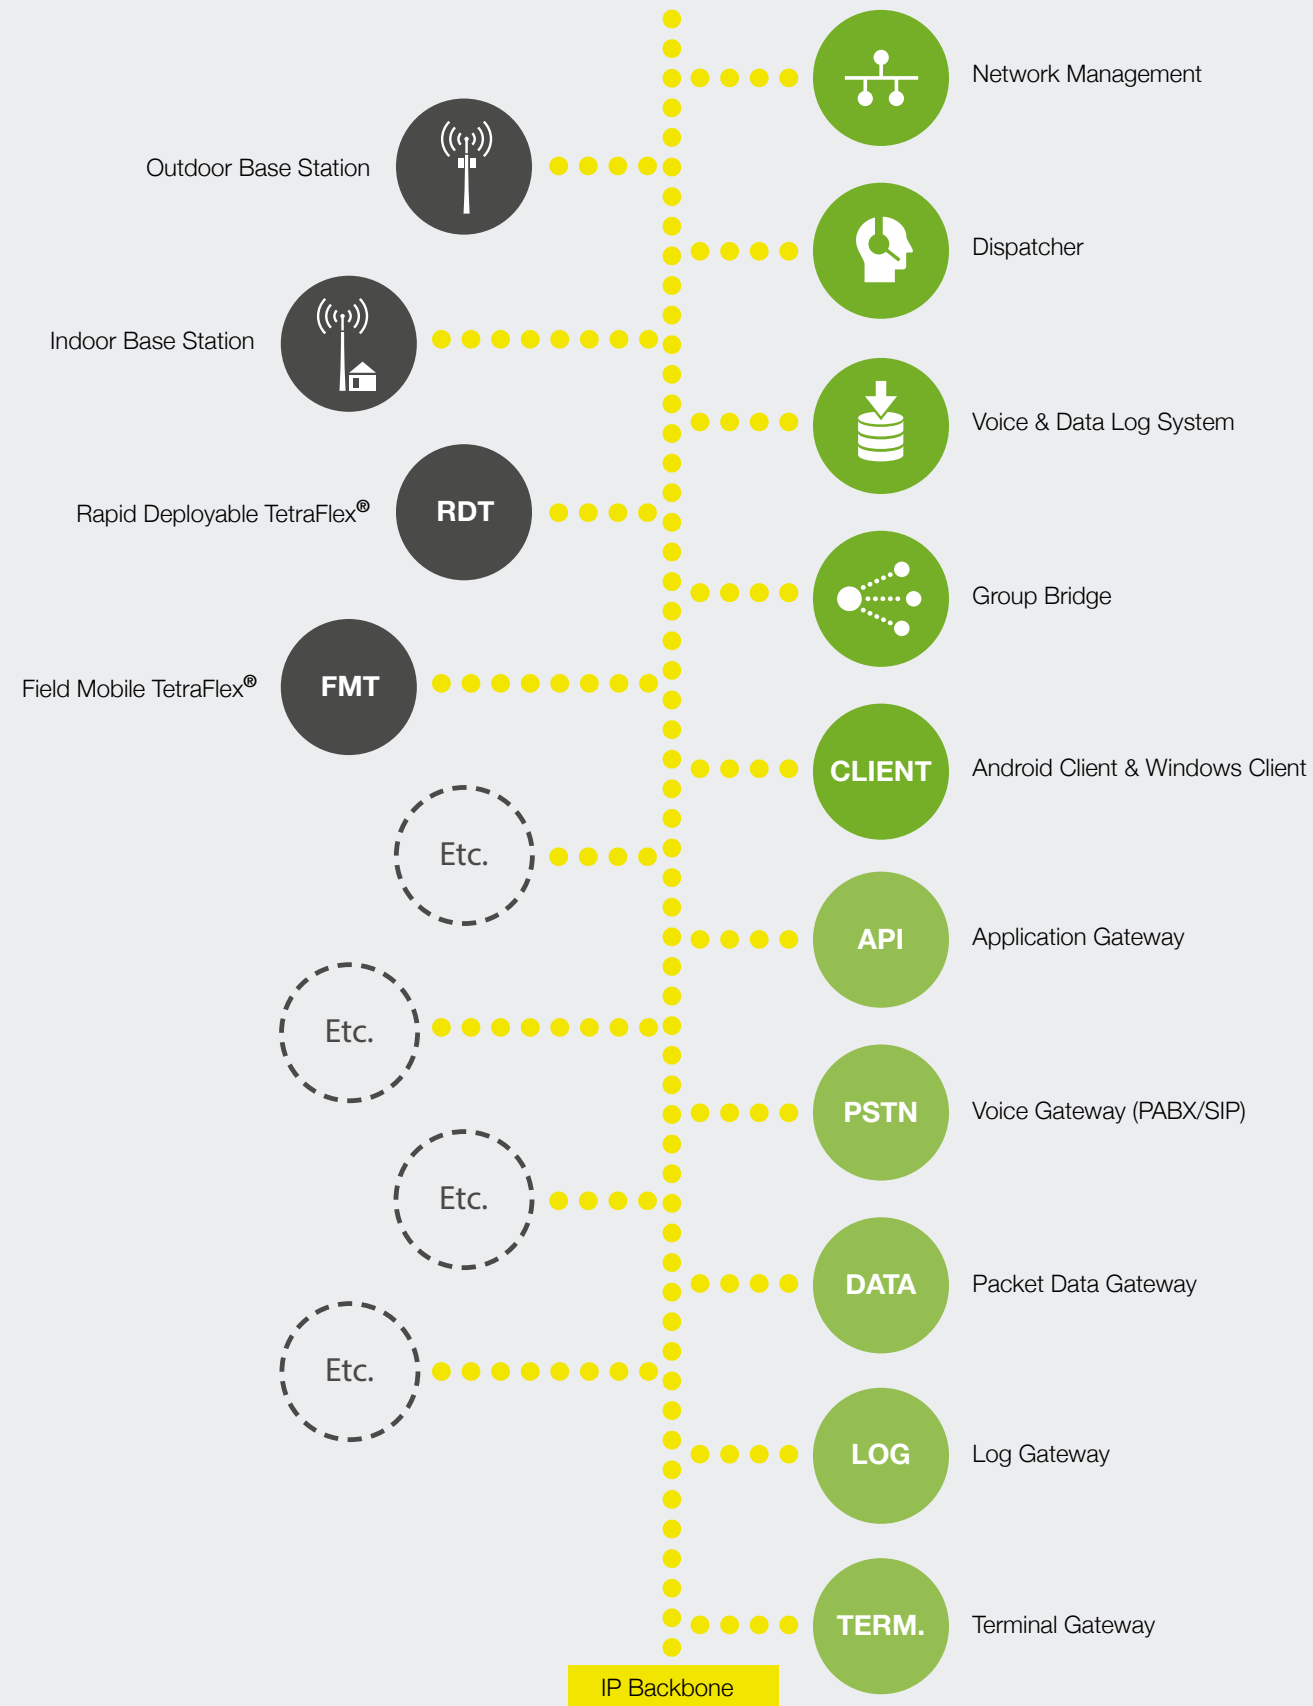 Network Management
Outdoor Base Station
Dispatcher
Indoor Base Station
Voice & Data Log System
Rapid Deployable TetraFlex®
RDT
Group Bridge
Field Mobile TetraFlex®
FMT
CLIENT
Android Client & Windows Client
Etc.
API
Application Gateway
Etc.
PSTN
Voice Gateway (PABX/SIP)
Etc.
DATA
Packet Data Gateway
Etc.
LOG
Log Gateway
TERM.
Terminal Gateway
IP Backbone